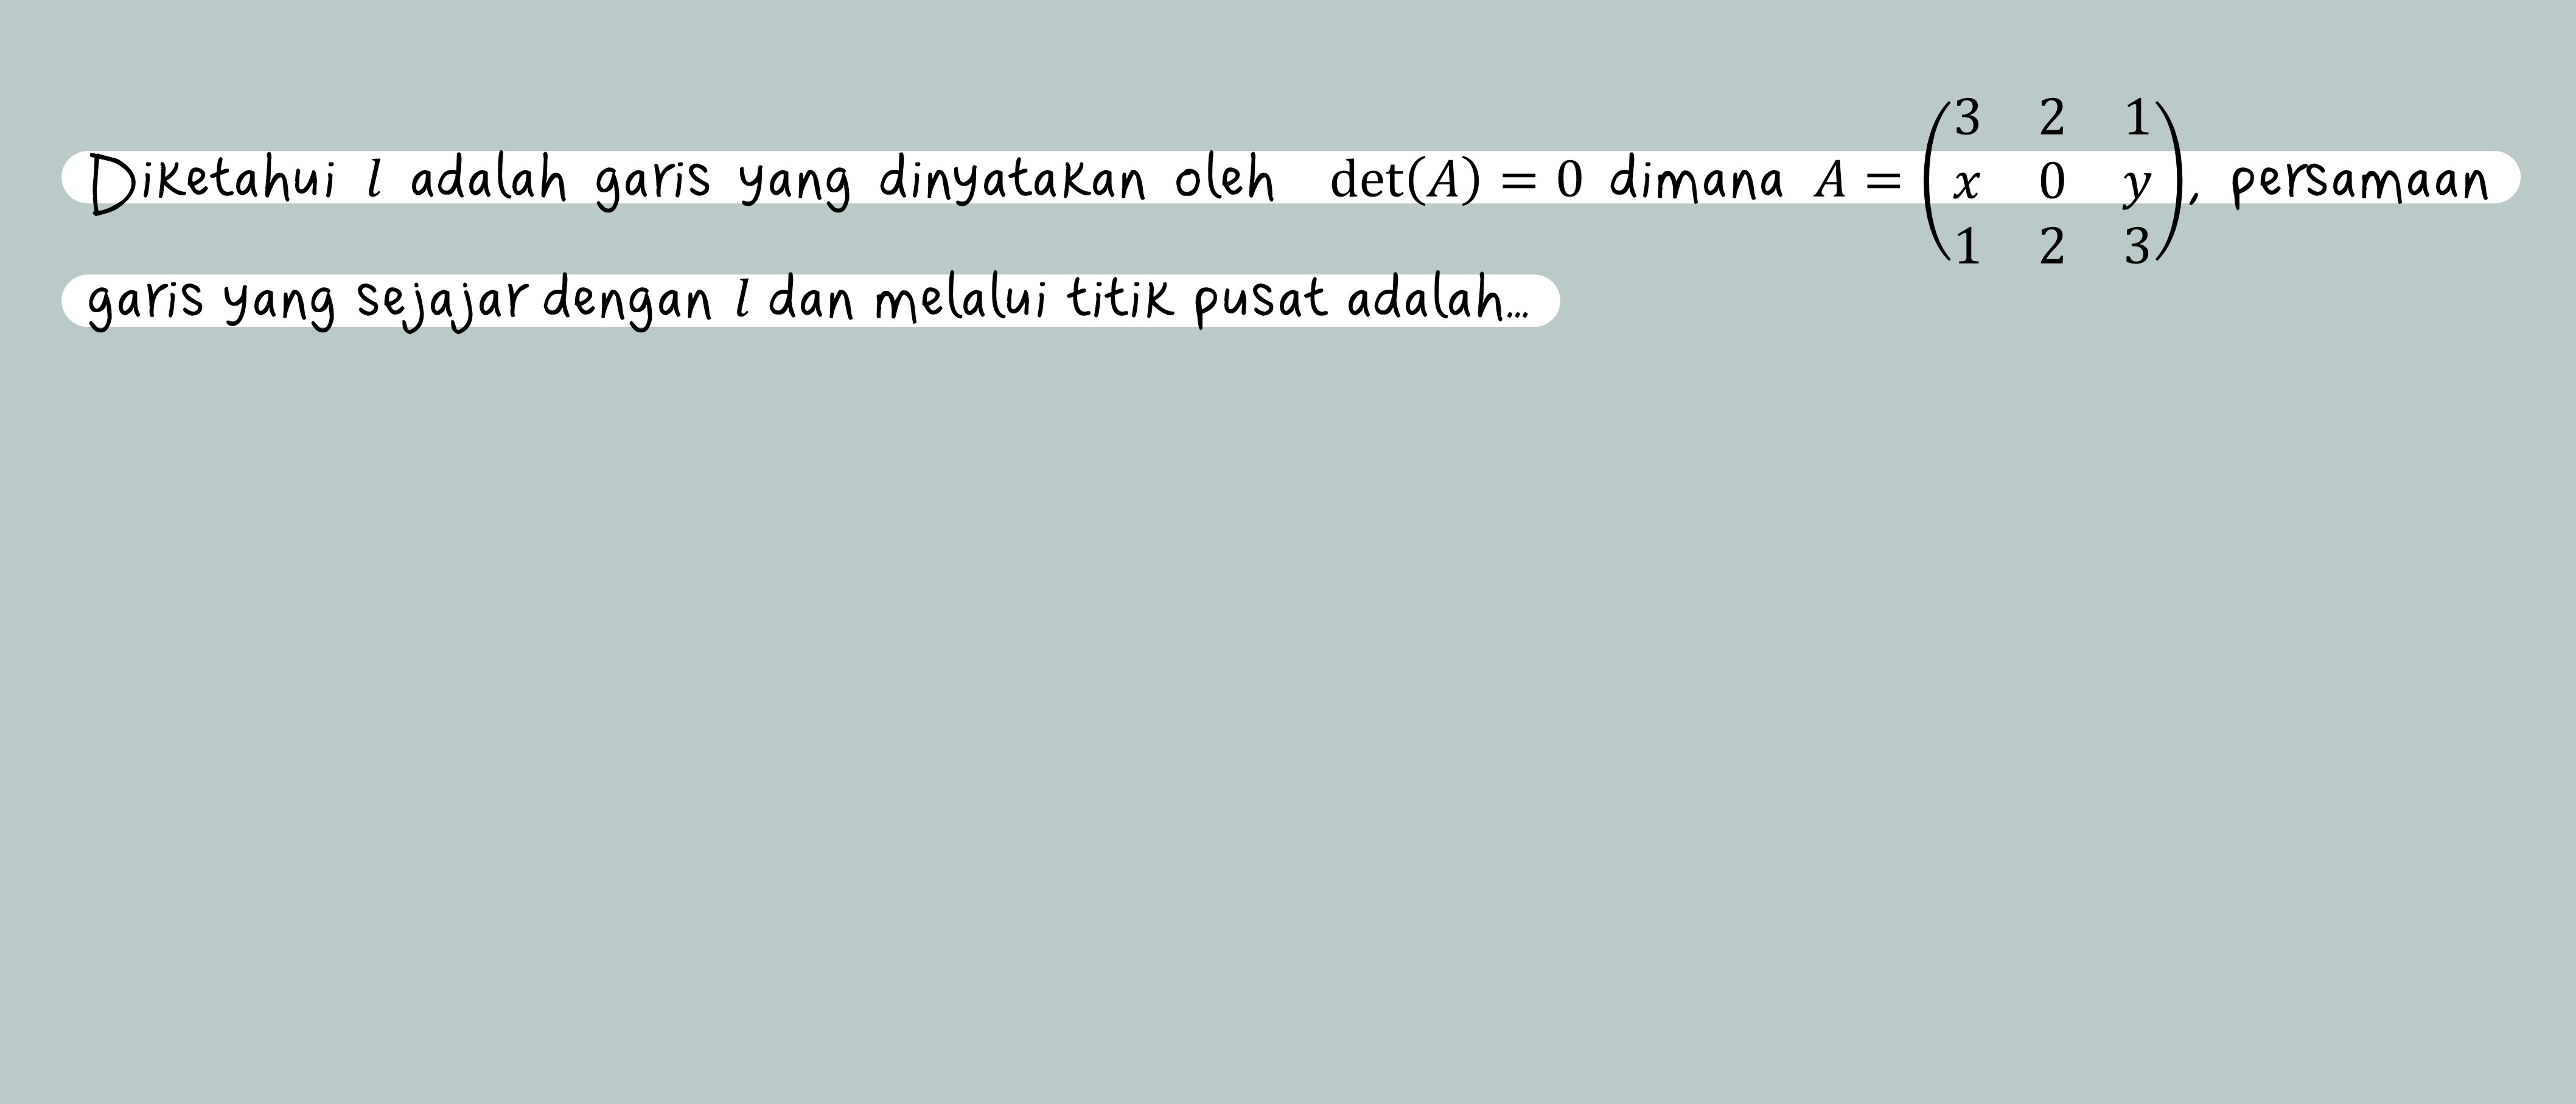 Diketahui l adalah garis yang dinyatakan oleh det(A) = 0 dimana A = \begin{pmatrix} 3 & 2 & 1 \\ x & 0 & y \\ 1 & 2 & 3 \end{pmatrix}, persamaan
garis yang sejajar dengan l dan melalui titik pusat adalah...